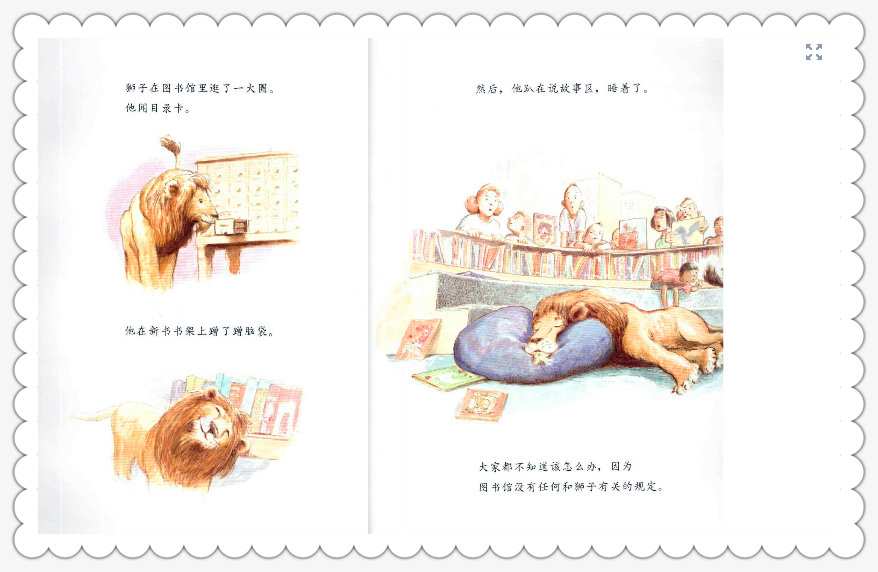 狮子在图书馆里逛了一大圈。
他闻目录卡。
他在新书书架上蹭了蹭脑袋。
然后，他趴在说故事区，睡着了。
大家都不知道该怎么办，因为
图书馆没有任何和狮子有关的规定。